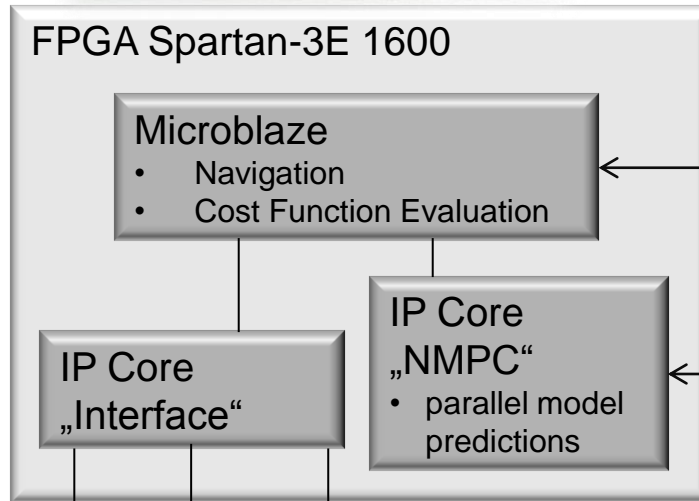 FPGA Spartan-3E 1600
Microblaze
• Navigation
• Cost Function Evaluation
IP Core
„Interface“
IP Core
„NMPC“
• parallel model
predictions